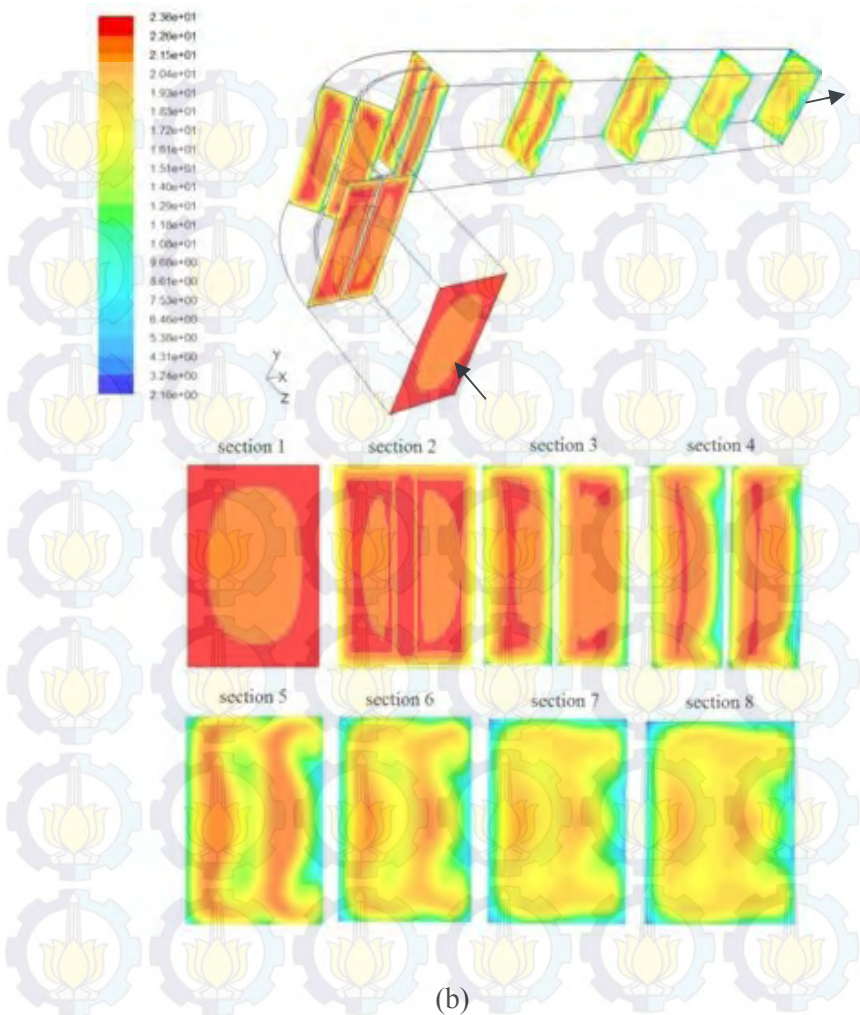 2.36e+01
2.26e+01
2.15e+01
2.04e+01
1.93e+01
1.83e+01
1.72e+01
1.61e+01
1.51e+01
1.40e+01
1.29e+01
1.18e+01
1.08e+01
9.68e+00
8.61e+00
7.53e+00
6.46e+00
5.38e+00
4.31e+00
3.24e+00
2.16e+00
Y
X
Z
section 1 section 2 section 3 section 4
section 5 section 6 section 7 section 8
(b)